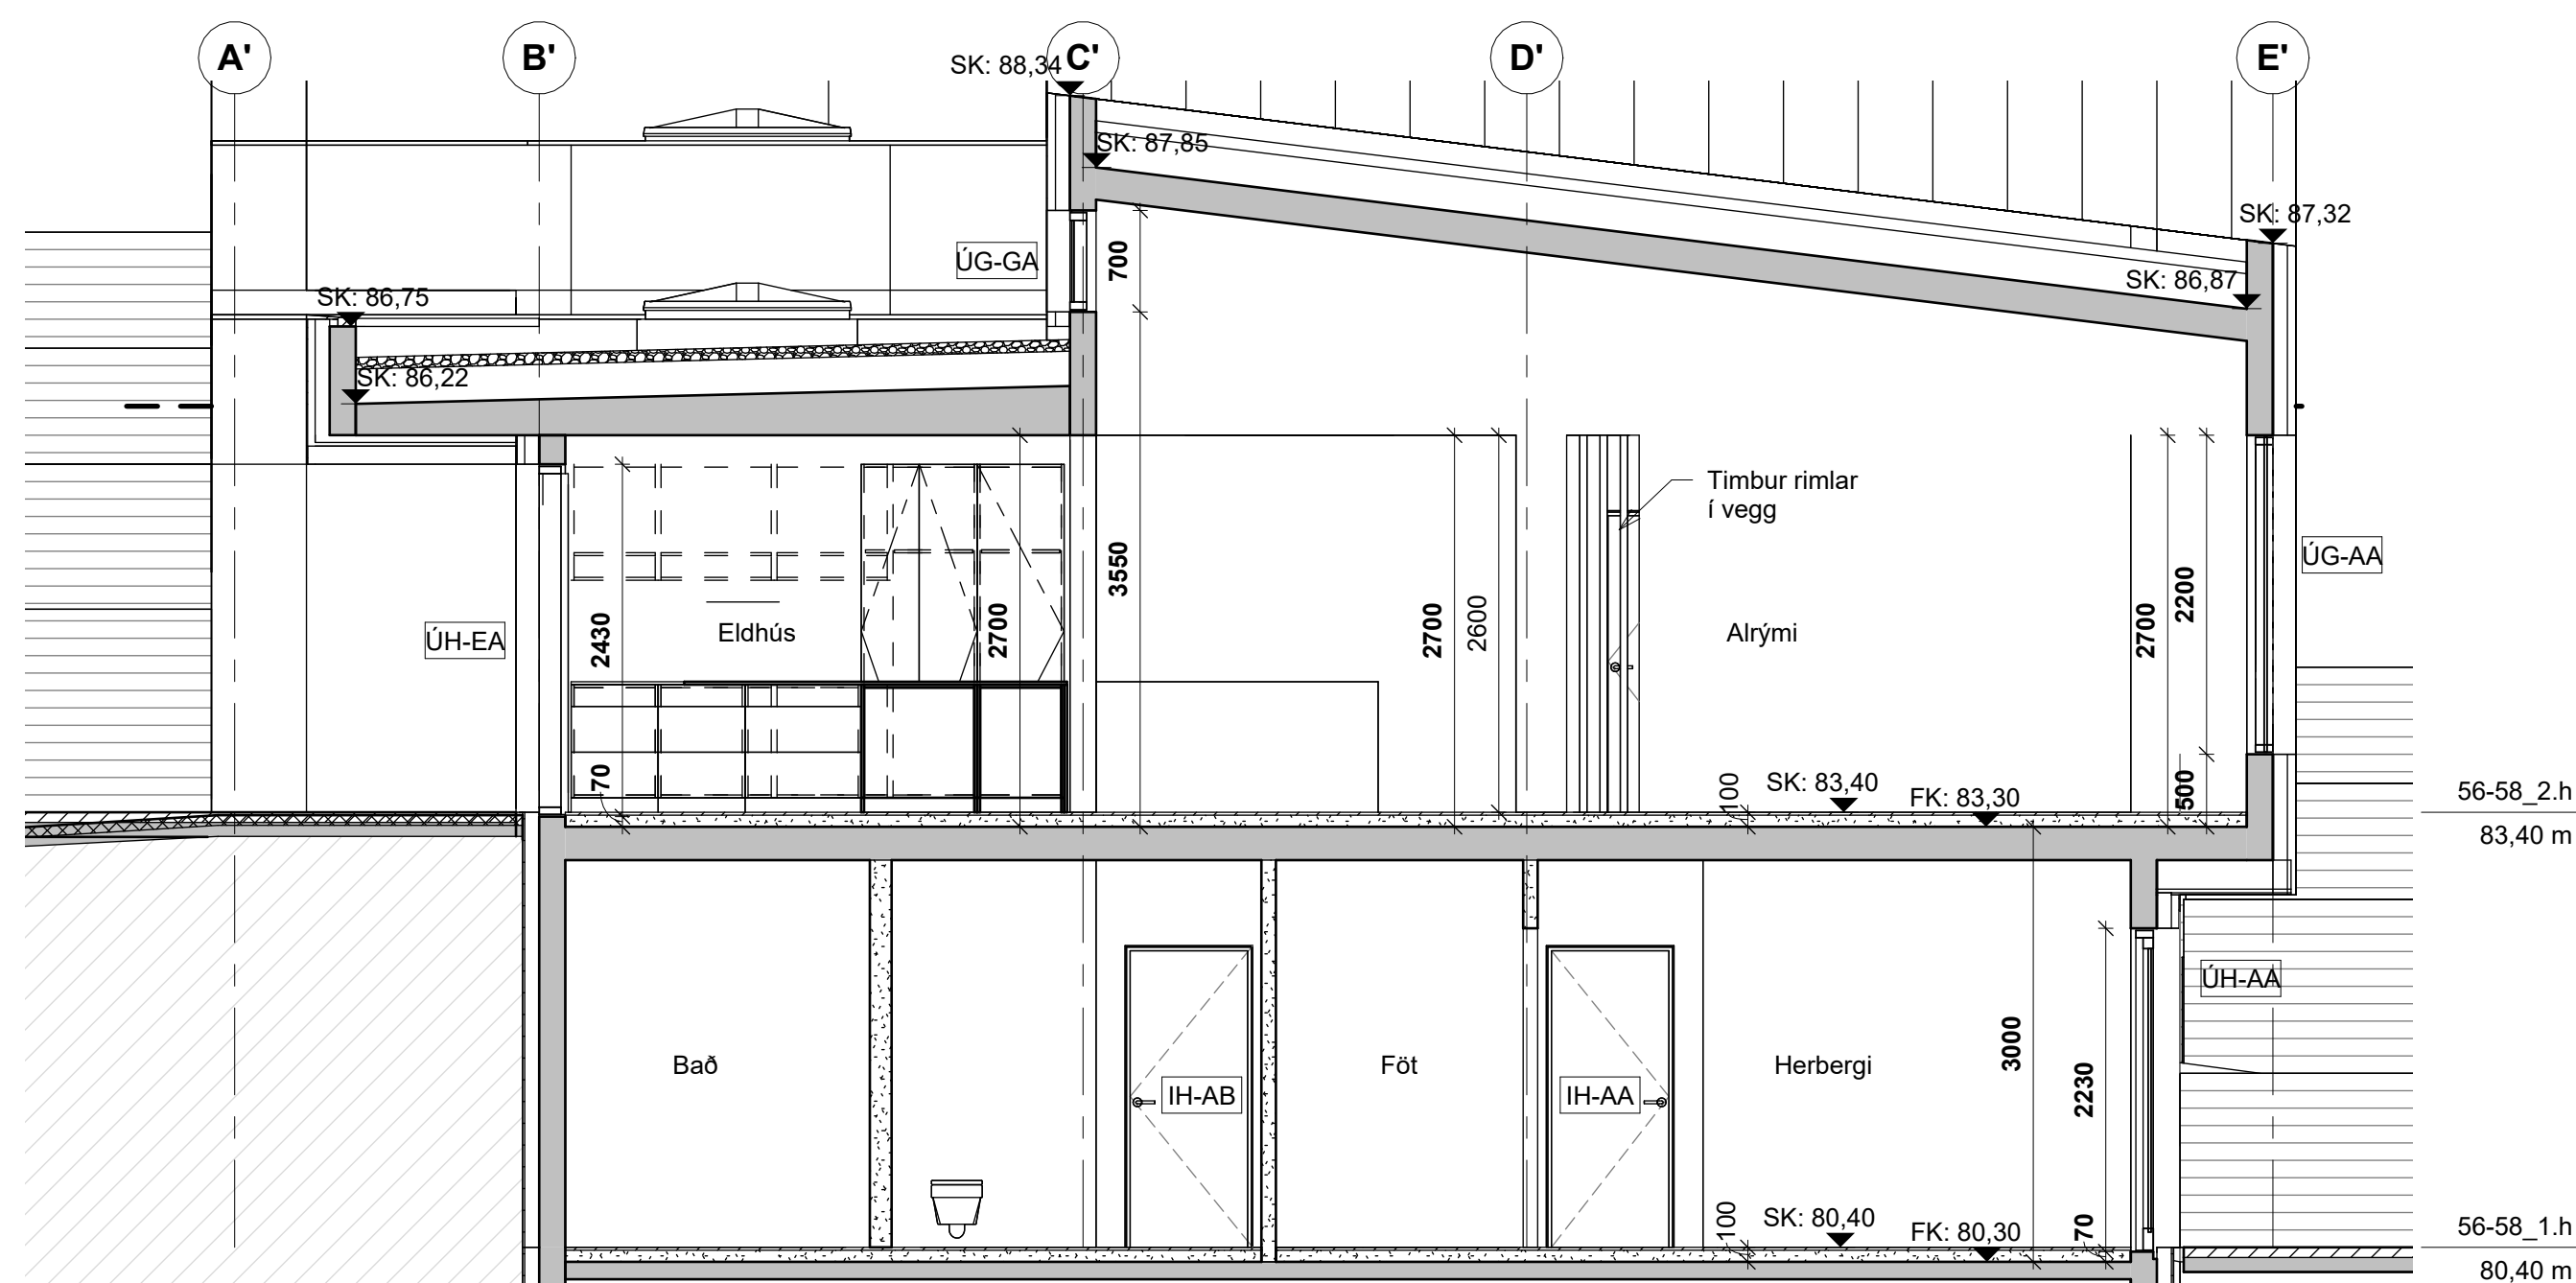 A'
B'
C'
D'
E'
SK: 88,34
SK: 87,85
SK: 87,32
SK: 86,87
SK: 86,75
SK: 86,22
ÚG-GA
700
3550
Timbur rimlar
í vegg
ÚG-AA
ÚH-EA
2430
Eldhús
2700
2700
2600
Alrými
2700
2200
70
100
SK: 83,40
FK: 83,30
500
56-58_2.h
83,40 m
ÚH-AA
Bað
IH-AB
Föt
IH-AA
Herbergi
3000
2230
100
SK: 80,40
FK: 80,30
70
56-58_1.h
80,40 m